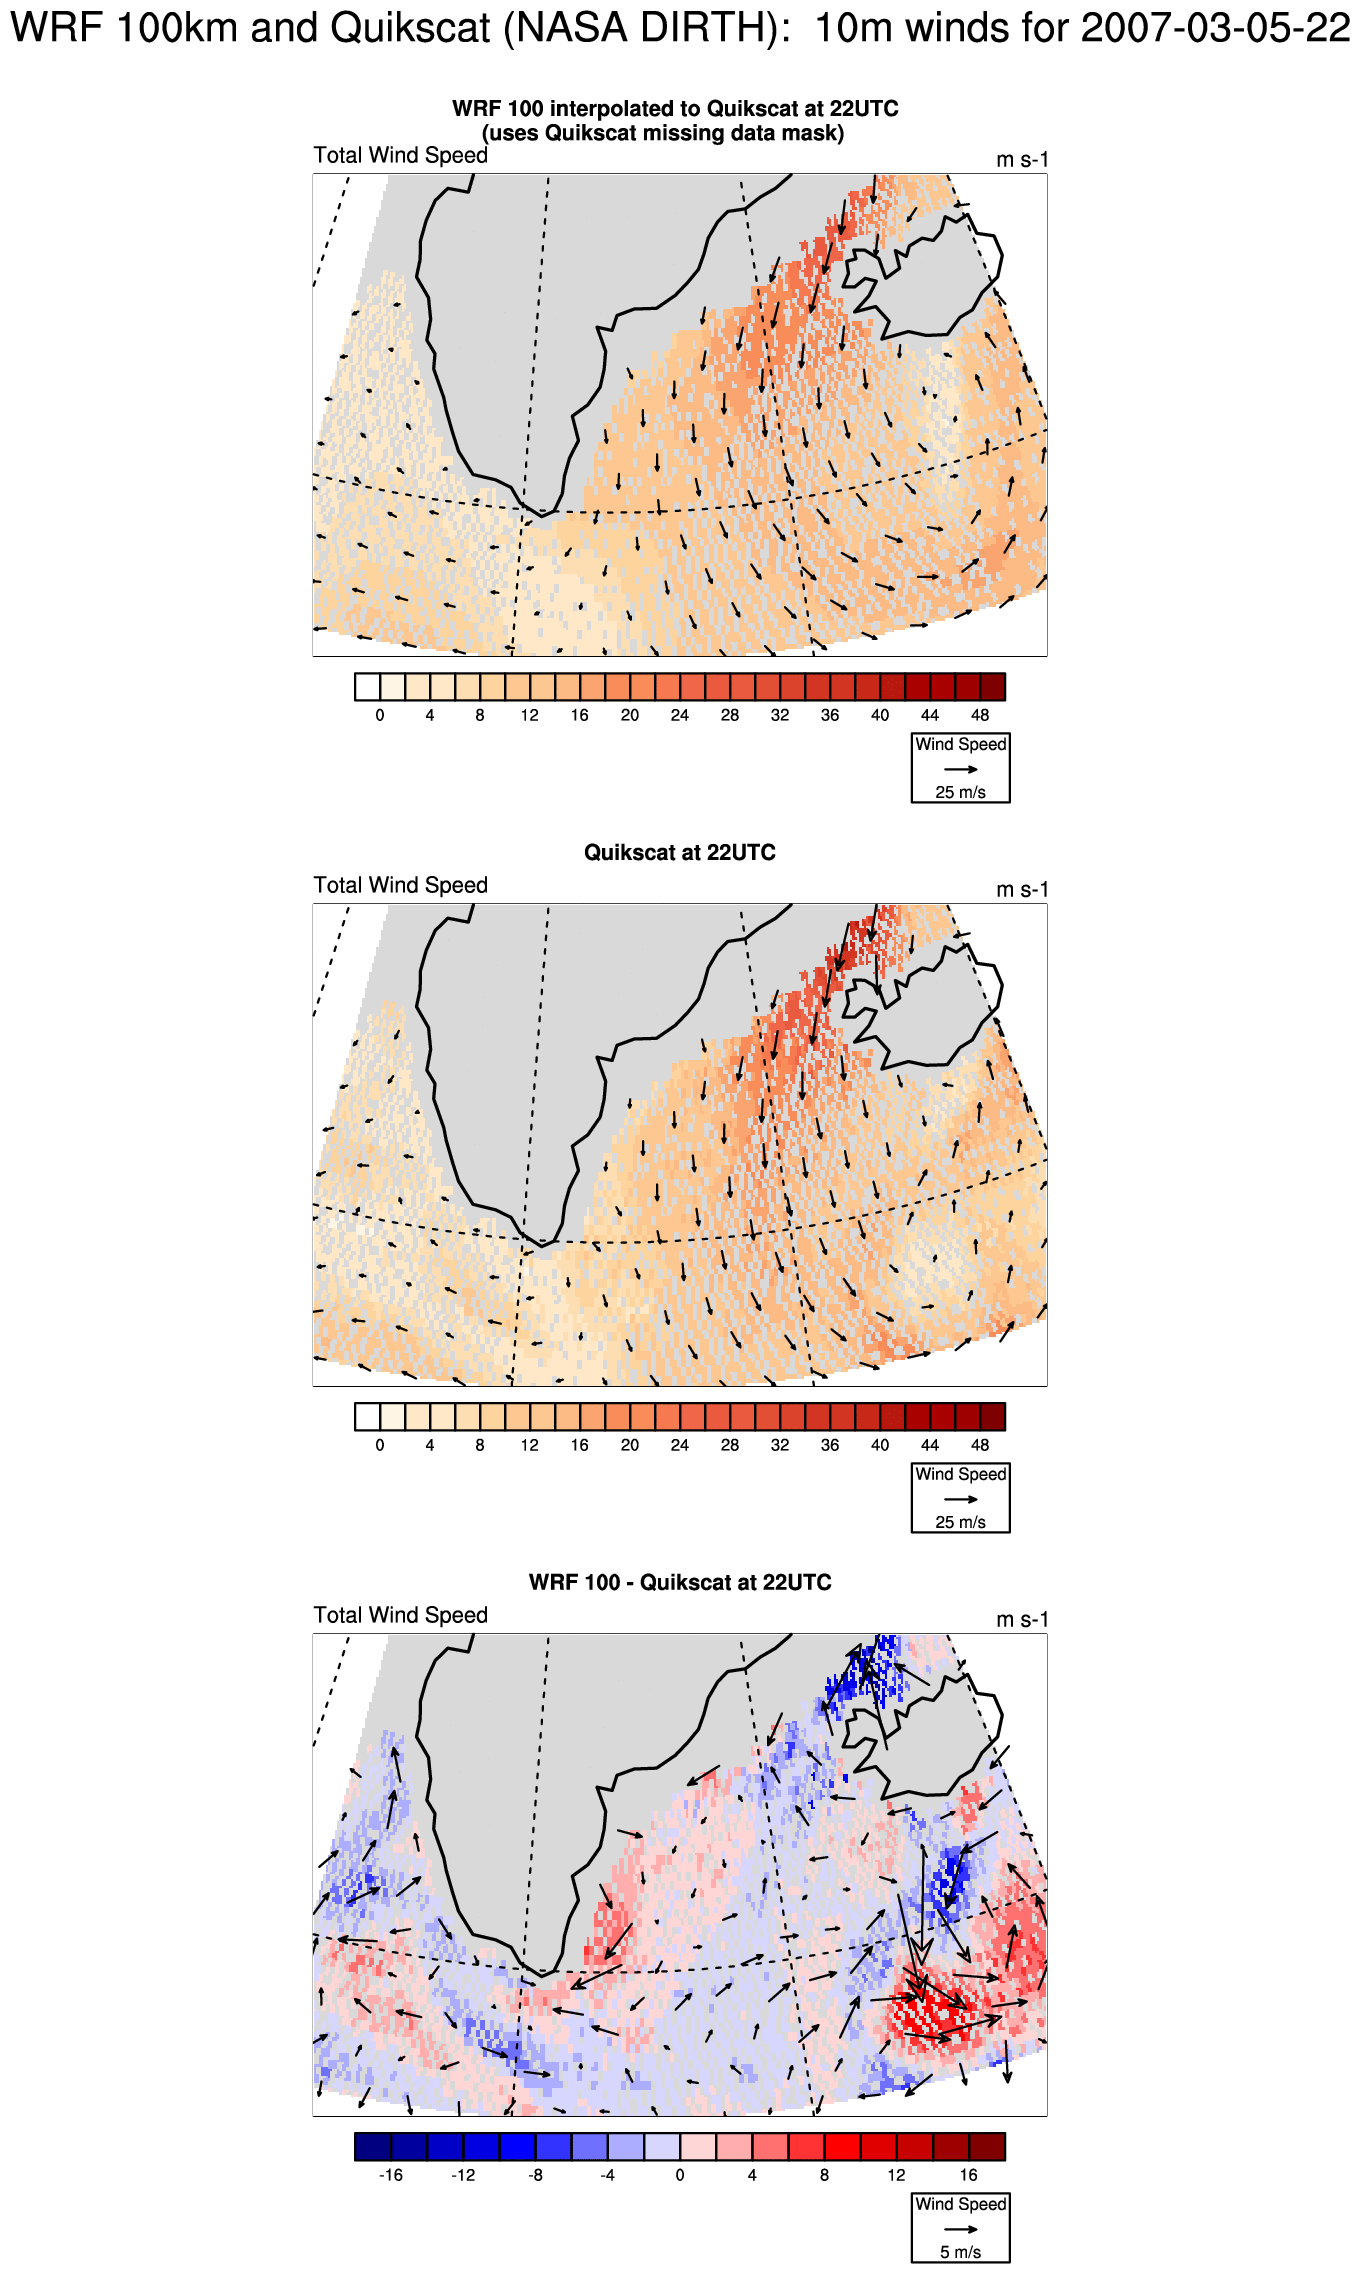 WRF 100km and Quikscat (NASA DIRTH):  10m winds for 2007-03-05-22
WRF 100 interpolated to Quikscat at 22UTC
(uses Quikscat missing data mask)
Total Wind Speed
m s-1
0 4 8 12 16 20 24 28 32 36 40 44 48
Wind Speed
25 m/s
Quikscat at 22UTC
Total Wind Speed
m s-1
0 4 8 12 16 20 24 28 32 36 40 44 48
Wind Speed
25 m/s
WRF 100 - Quikscat at 22UTC
Total Wind Speed
m s-1
-16 -12 -8 -4 0 4 8 12 16
Wind Speed
5 m/s